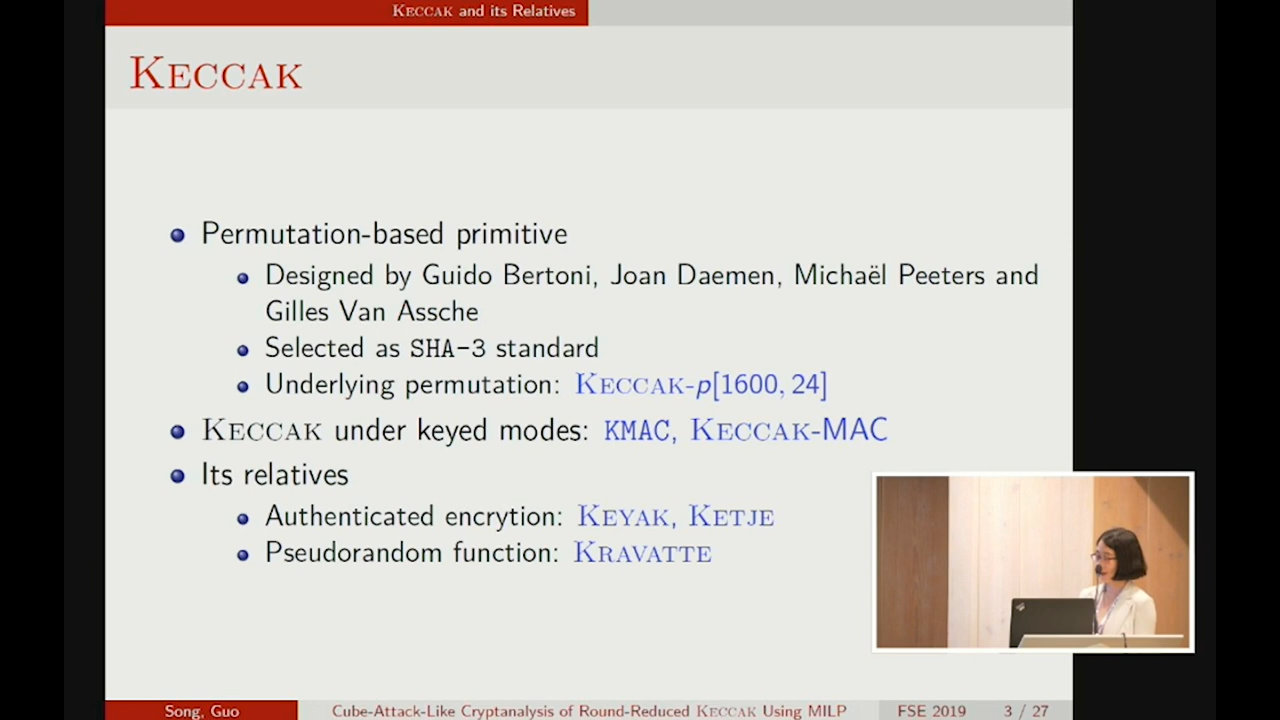 KECCAK and its Relatives
KECCAK
Permutation-based primitive
Designed by Guido Bertoni, Joan Daemen, Michaël Peeters and
Gilles Van Assche
Selected as SHA-3 standard
Underlying permutation: KECCAK-p[1600, 24]
KECCAK under keyed modes: KMAC, KECCAK-MAC
Its relatives
Authenticated encrytion: KEYAK, KETJE
Pseudorandom function: KRAVATTE
Song, Guo
Cube-Attack-Like Cryptanalysis of Round-Reduced KECCAK Using MILP
FSE 2019
3 / 27